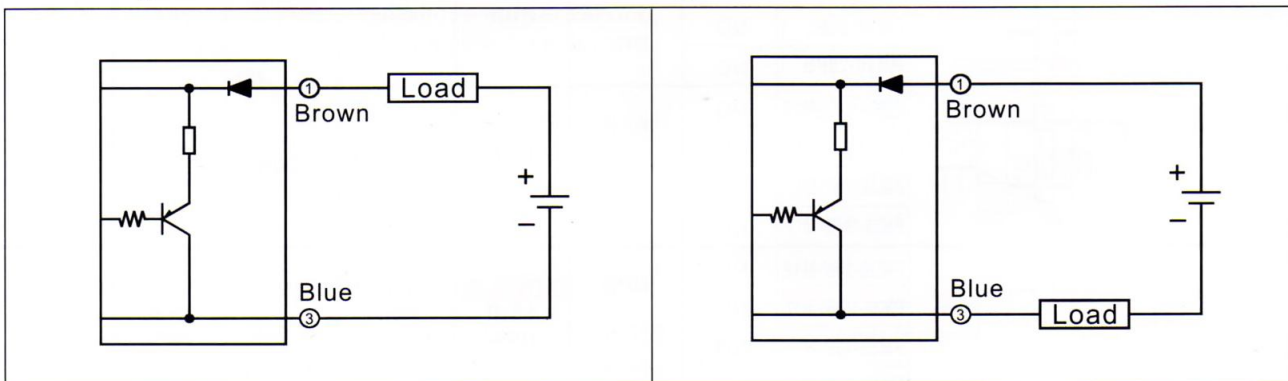 ① Load
Brown
+
−
Blue
③
① 
Brown
+
−
Blue
③ Load